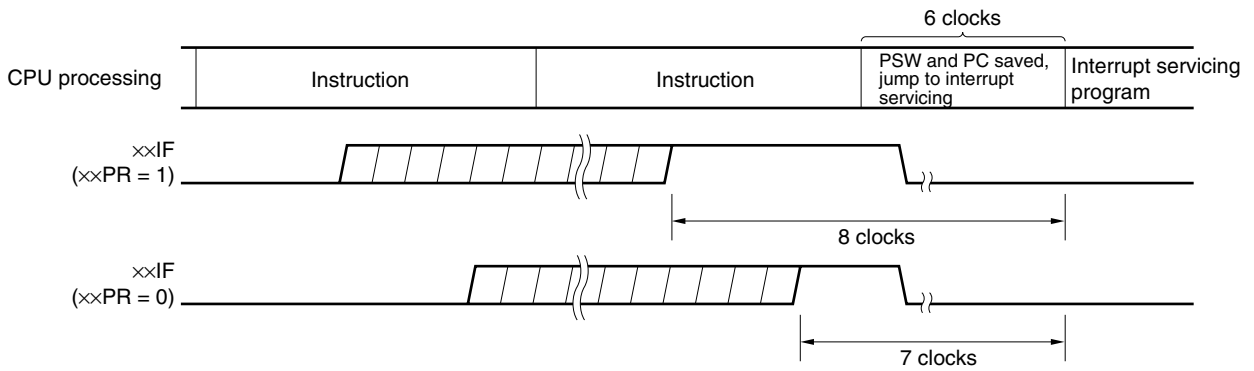 6 clocks
CPU processing
Instruction
Instruction
PSW and PC saved,
jump to interrupt
servicing
Interrupt servicing
program
××IF
(××PR = 1)
8 clocks
××IF
(××PR = 0)
7 clocks